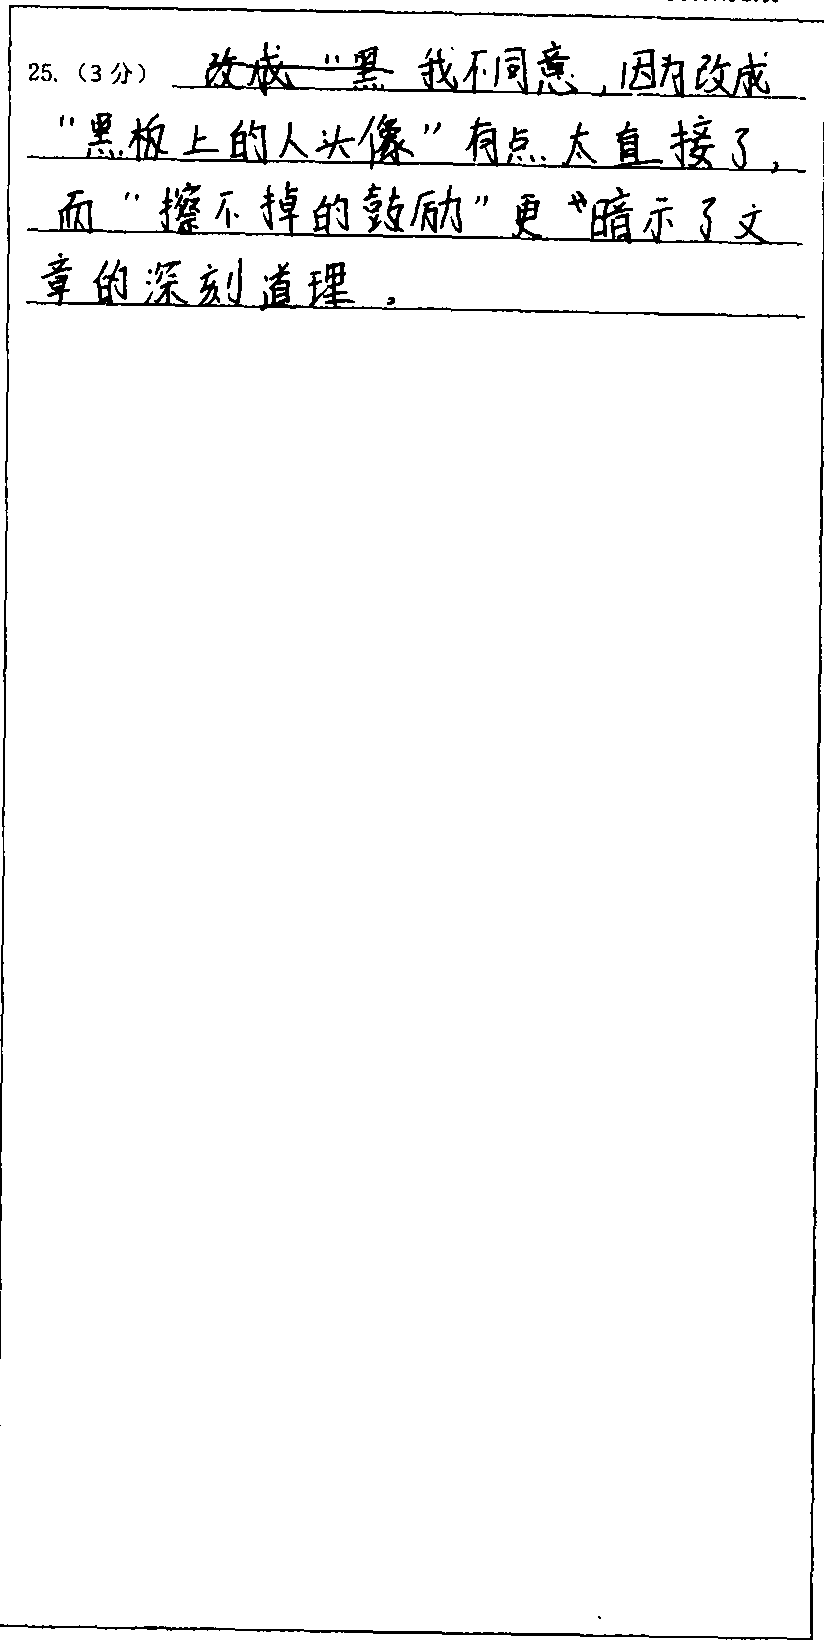 25.（3分） 改成“黑 我不同意，因为改成
“黑板上的人头像”有点太直接了，
而“擦不掉的鼓励”更“暗示了文
章的深刻道理。